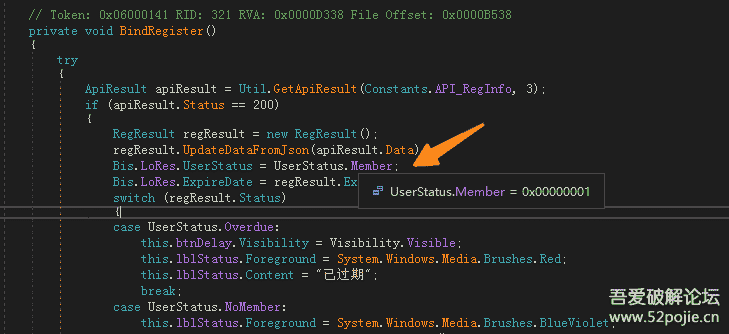 // Token: 0x06000141 RID: 321 RVA: 0x0000D338 File Offset: 0x0000B538
private void BindRegister()
{
try
{
ApiResult apiResult = Util.GetApiResult(Constants.API_RegInfo, 3);
if (apiResult.Status == 200)
{
RegResult regResult = new RegResult();
regResult.UpdateDataFromJson(apiResult.Data)
Bis.LoRes.UserStatus = UserStatus.Member;
Bis.LoRes.ExpireDate = regResult.Ex
UserStatus.Member = 0x00000001
switch (regResult.Status)
{
case UserStatus.Overdue:
this.btnDelay.Visibility = Visibility.Visible;
this.lblStatus.Foreground = System.Windows.Media.Brushes.Red;
this.lblStatus.Content = "已过期";
break;
case UserStatus.NoMember:
this.lblStatus.Foreground = System.Windows.Media.Brushes.BlueViolet;
吾爱破解论坛
www.52pojie.cn